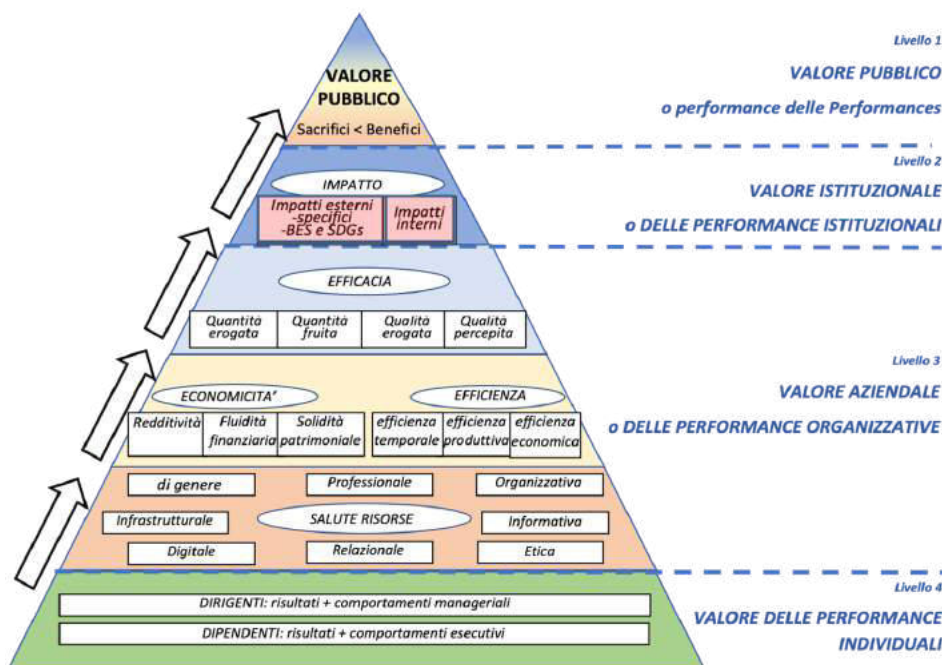 Livello 1
VALORE
PUBBLICO
VALORE PUBBLICO
o performance delle Performances
Sacrifici < Benefici
Livello 2
IMPATTO
VALORE ISTITUZIONALE
Impatti esterni
-specifici
-BES e SDGs
Impatti
interni
o DELLE PERFORMANCE ISTITUZIONALI
EFFICACIA
Quantità
erogata
Quantità
fruita
Qualità
erogata
Qualità
percepita
Livello 3
ECONOMICITA'
EFFICIENZA
VALORE AZIENDALE
Redditività
Fluidità
finanziaria
Solidità
patrimoniale
efficienza
temporale
efficienza
produttiva
efficienza
economica
o DELLE PERFORMANCE ORGANIZZATIVE
di genere
Professionale
Organizzativa
Infrastrutturale
SALUTE RISORSE
Informativa
Digitale
Relazionale
Etica
Livello 4
DIRIGENTI: risultati + comportamenti manageriali
VALORE DELLE PERFORMANCE
INDIVIDUALI
DIPENDENTI: risultati + comportamenti esecutivi